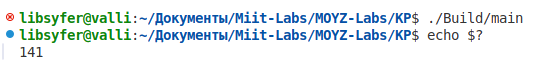 libsyfer@valli:~/Документы/Miit-Labs/MOYZ-Labs/KP$ ./Build/main
libsyfer@valli:~/Документы/Miit-Labs/MOYZ-Labs/KP$ echo $?
141